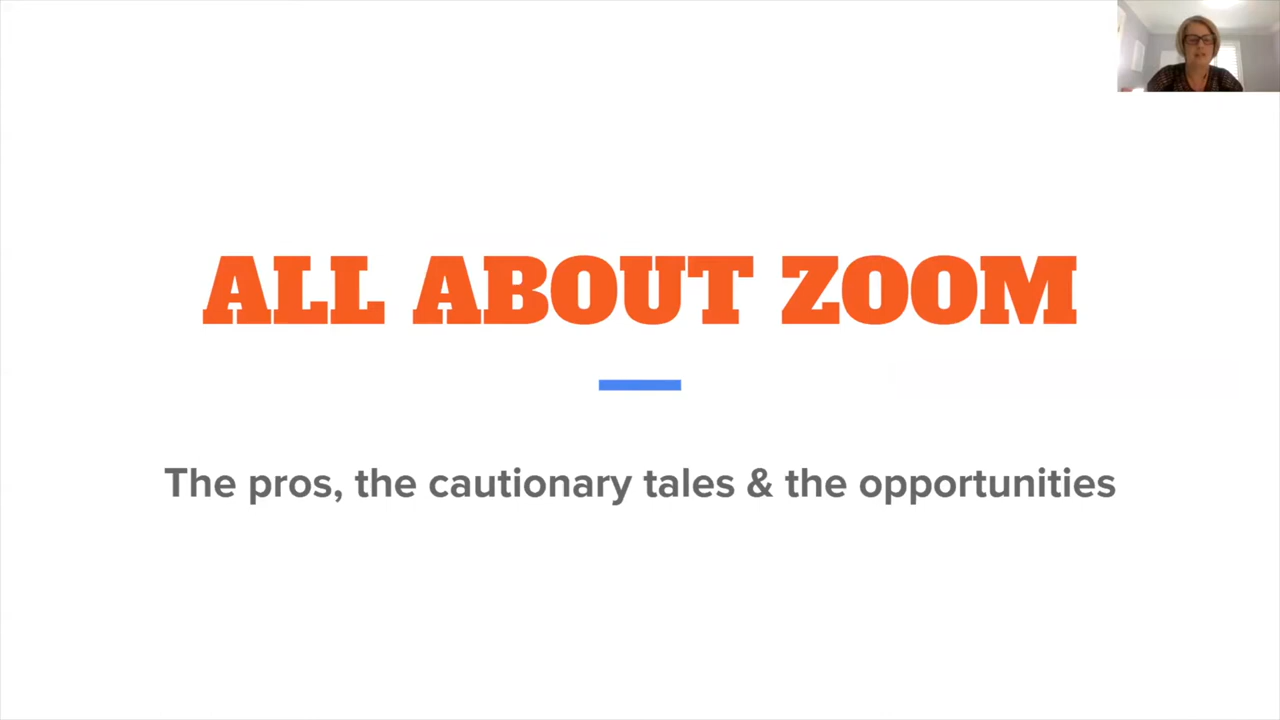 ALL ABOUT ZOOM
The pros, the cautionary tales & the opportunities